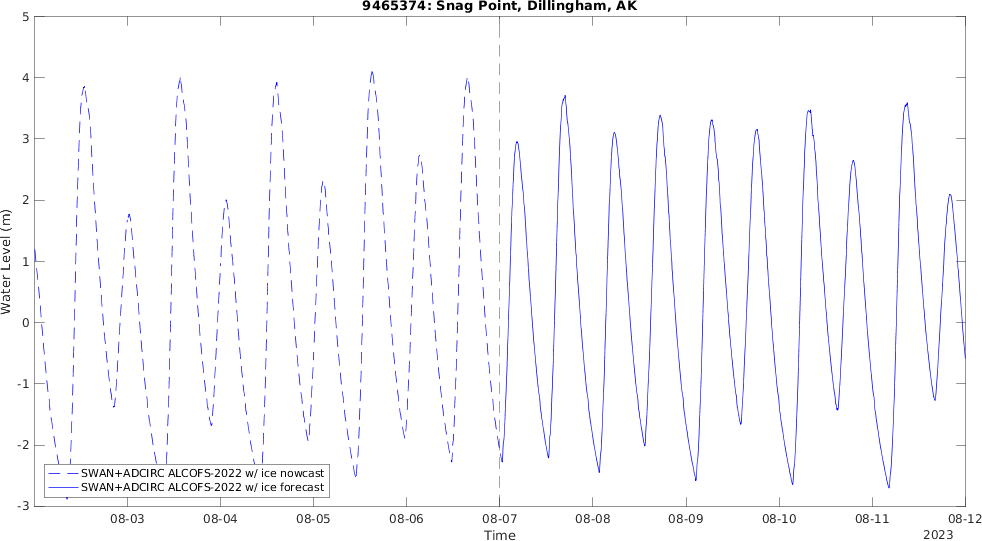 9465374: Snag Point, Dillingham, AK
5
4
3
2
1
0
-1
-2
-3
Water Level (m)
SWAN+ADCIRC ALCOFS-2022 w/ ice nowcast
SWAN+ADCIRC ALCOFS-2022 w/ ice forecast
08-03 08-04 08-05 08-06 08-07 08-08 08-09 08-10 08-11 08-12
Time
2023